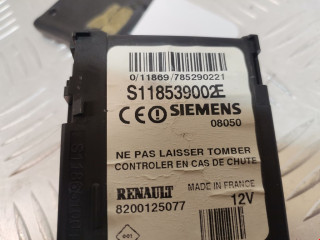 0/11869/785290221
S118539002E
CE SIEMENS
08050
NE PAS LAISSER TOMBER
CONTROLER EN CAS DE CHUTE
RENAULT MADE IN FRANCE
8200125077 12V